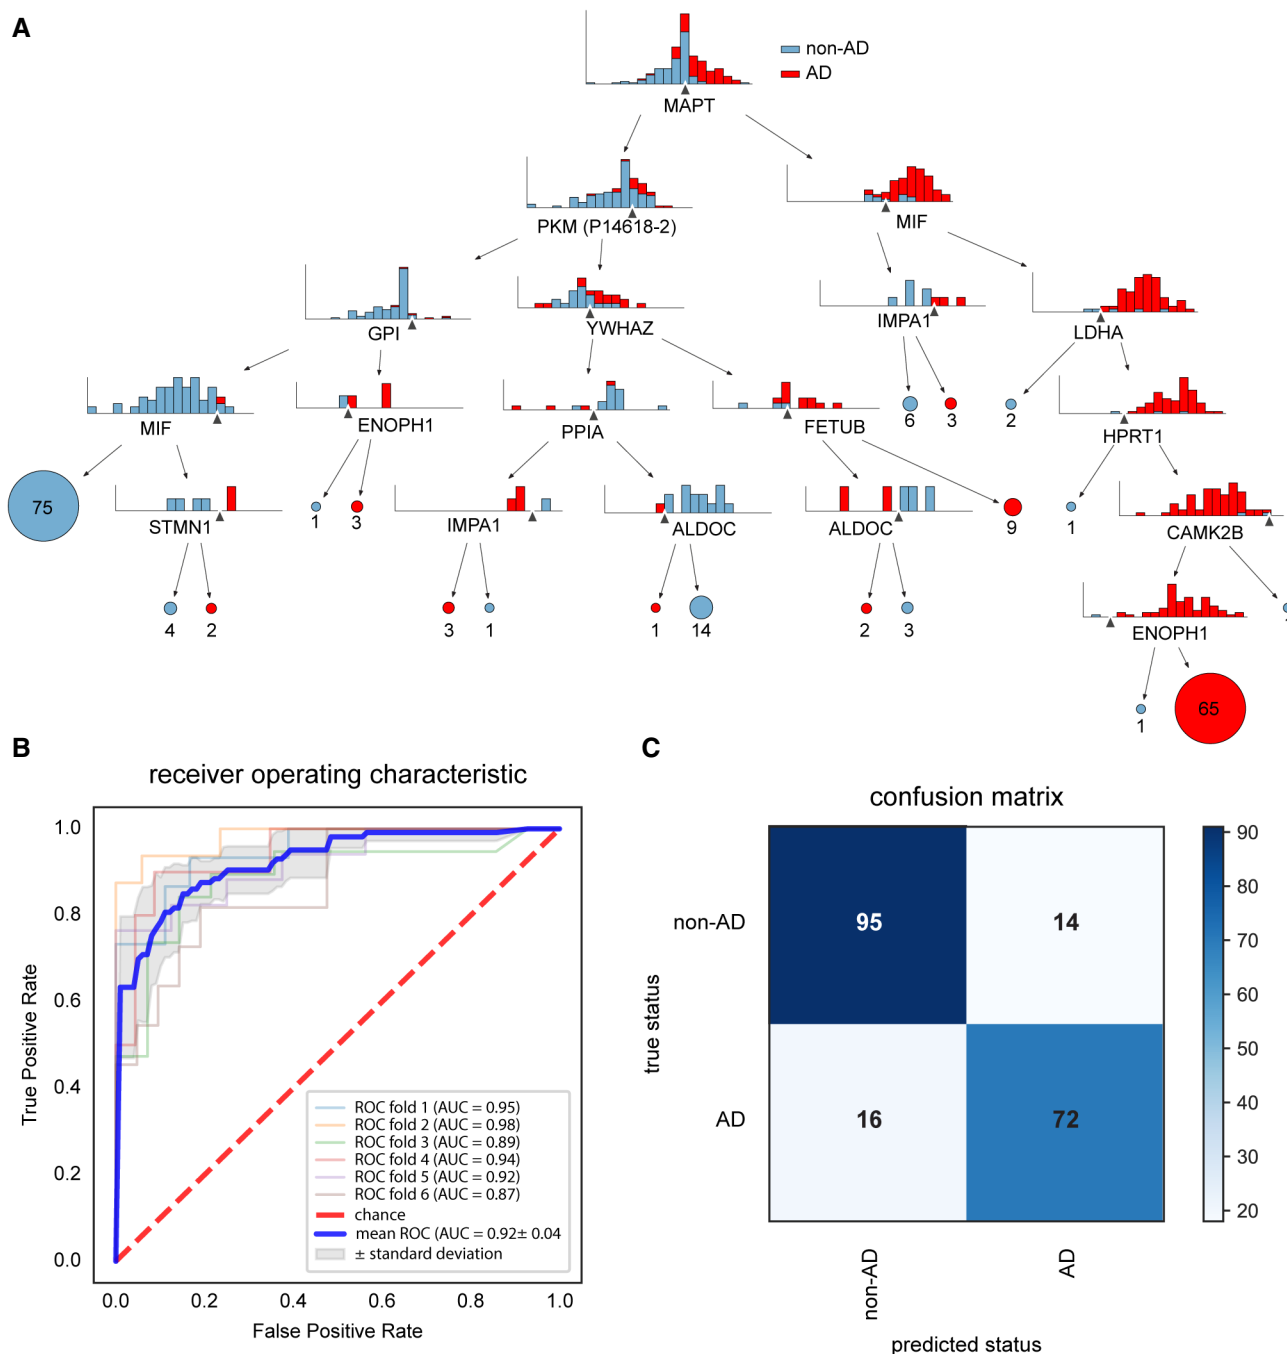 A
non-AD
AD
MAPT
PKM (P14618-2)
MIF
GPI
YWHAZ
IMPA1
LDHA
MIF
ENOPH1
PPIA
FETUB
6
3
2
HPRT1
75
STMN1
1
3
IMPA1
ALDOC
ALDOC
9
1
CAMK2B
4
2
3
1
1
14
2
3
ENOPH1
1
65
B
receiver operating characteristic
1.0
0.8
0.6
0.4
0.2
0.0
True Positive Rate
ROC fold 1 (AUC = 0.95)
ROC fold 2 (AUC = 0.98)
ROC fold 3 (AUC = 0.89)
ROC fold 4 (AUC = 0.94)
ROC fold 5 (AUC = 0.92)
ROC fold 6 (AUC = 0.87)
chance
mean ROC (AUC = 0.92± 0.04
± standard deviation
0.0 0.2 0.4 0.6 0.8 1.0
False Positive Rate
C
confusion matrix
non-AD
AD
true status
95
14
16
72
non-AD
AD
predicted status
90
80
70
60
50
40
30
20